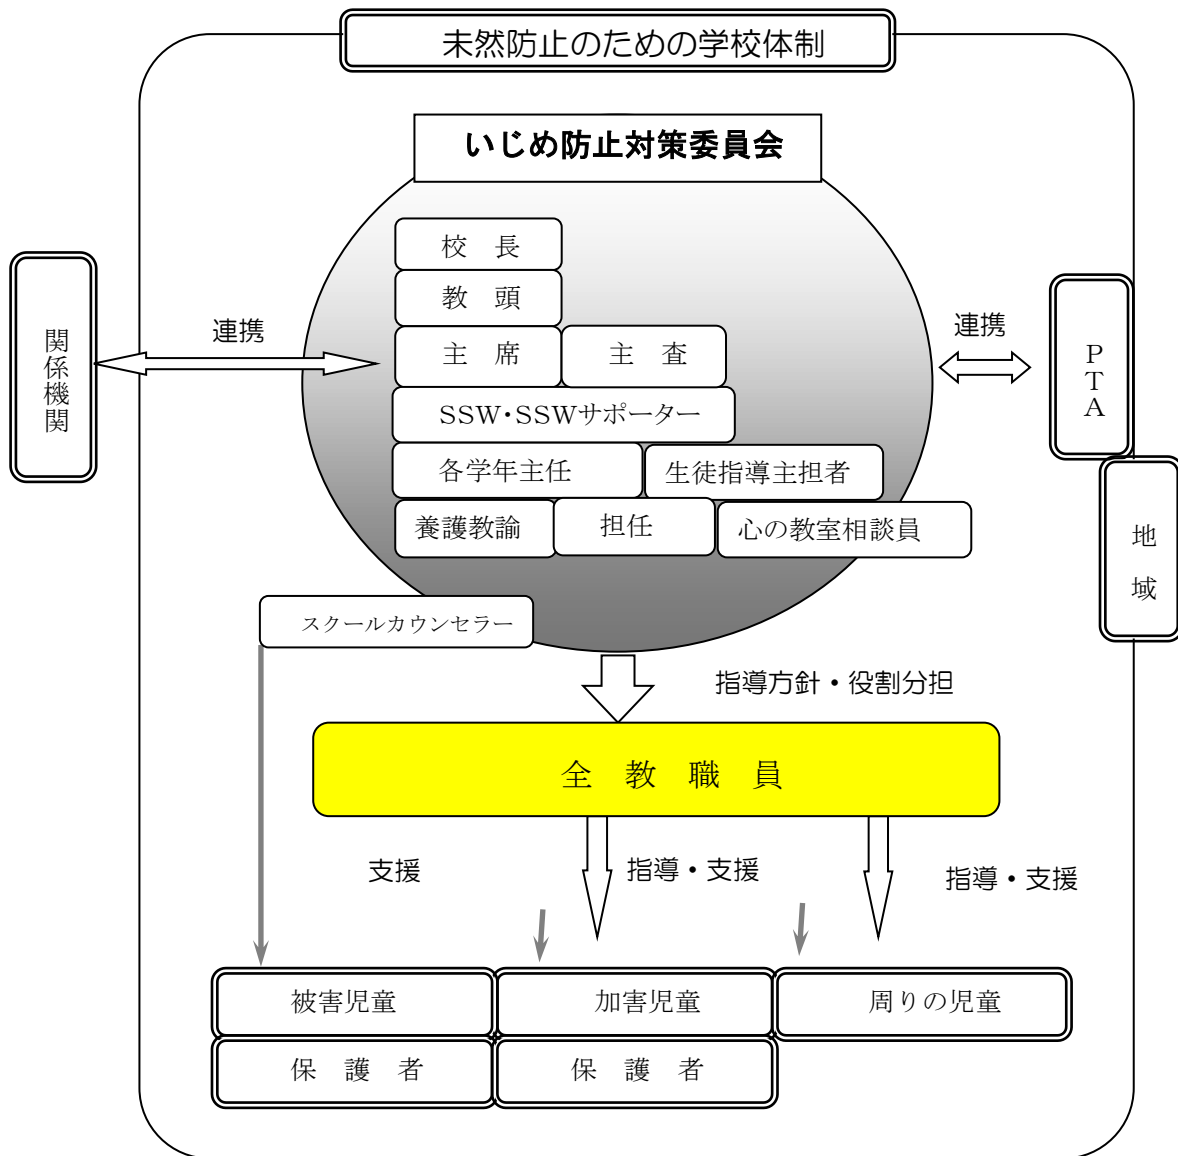 未然防止のための学校体制
いじめ防止対策委員会
校　長
教　頭
主　席
主　査
SSW・SSWサポーター
各学年主任
生徒指導主担者
養護教諭
担任
心の教室相談員
スクールカウンセラー
関係機関
連携
連携
ＰＴＡ
地　域
指導方針・役割分担
全　教　職　員
支援
指導・支援
指導・支援
被害児童
加害児童
周りの児童
保　護　者
保　護　者